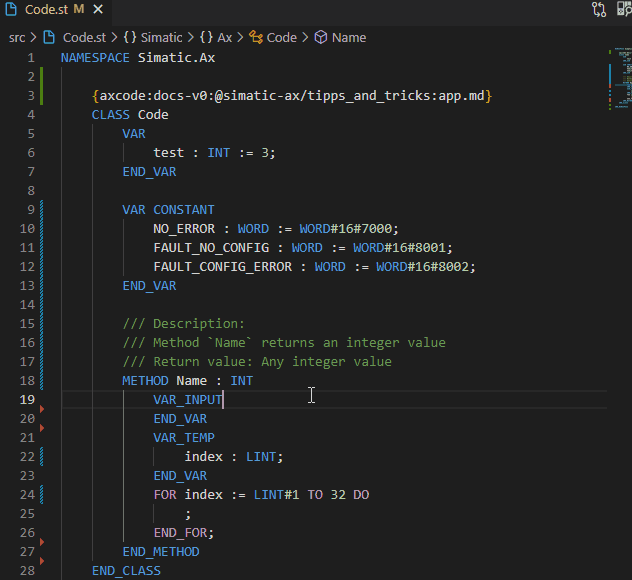 Code.st M
src > Code.st > {} Simatic > {} Ax > Code > Name
1 NAMESPACE Simatic.Ax
2
3 {axcode:docs-v0:@simatic-ax/tipps_and_tricks:app.md}
4 CLASS Code
5 VAR
6 test : INT := 3;
7 END_VAR
8
9 VAR CONSTANT
10 NO_ERROR : WORD := WORD#16#7000;
11 FAULT_NO_CONFIG : WORD := WORD#16#8001;
12 FAULT_CONFIG_ERROR : WORD := WORD#16#8002;
13 END_VAR
14
15 /// Description:
16 /// Method `Name` returns an integer value
17 /// Return value: Any integer value
18 METHOD Name : INT
19 VAR_INPUT
20 END_VAR
21 VAR_TEMP
22 index : LINT;
23 END_VAR
24 FOR index := LINT#1 TO 32 DO
25 ;
26 END_FOR;
27 END_METHOD
28 END_CLASS